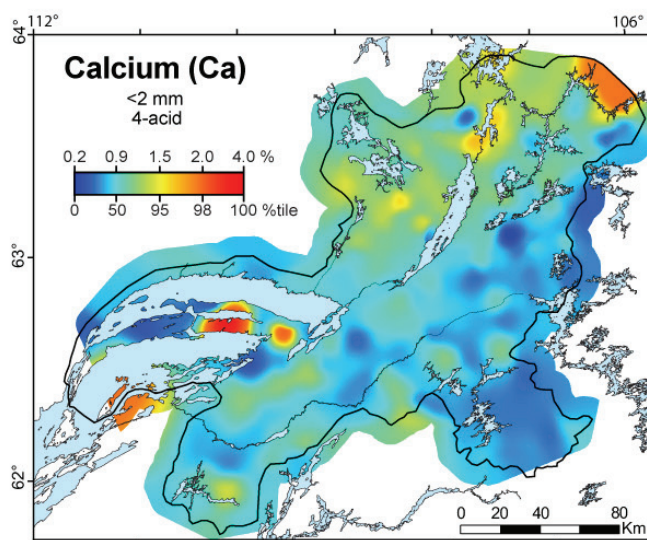 112° 106°
64°
Calcium (Ca)
<2 mm
4-acid
0.2 0.9 1.5 2.0 4.0 %
0 50 95 98 100 %tile
63°
62°
0 20 40 80
Km